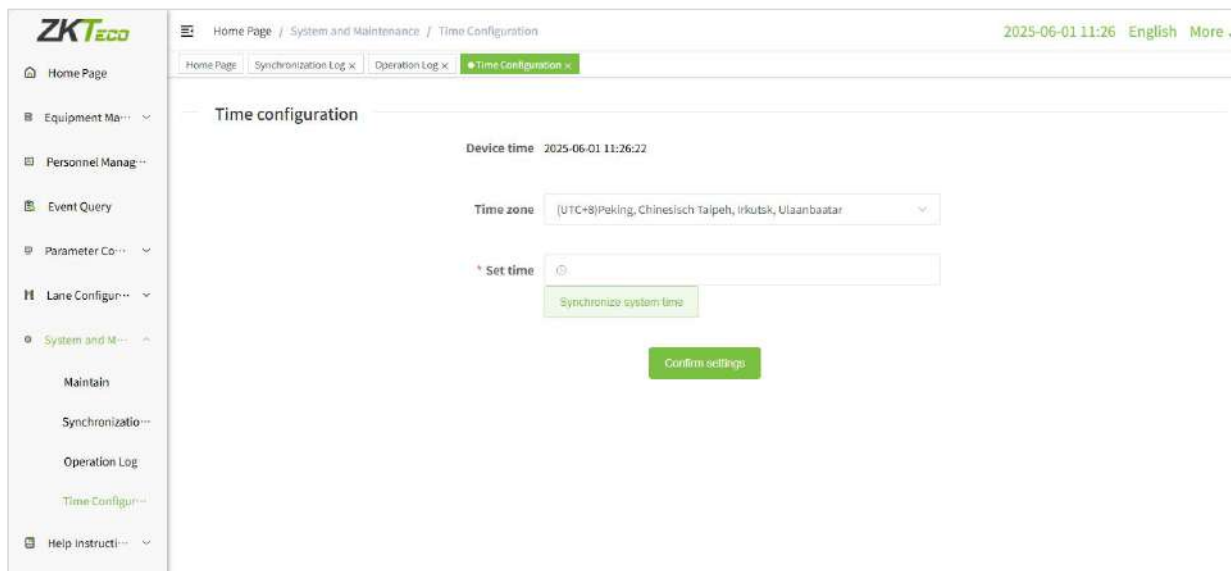 ZKTECO
Home Page / System and Maintenance / Time Configuration
2025-06-01 11:26 English More
Home Page Synchronization Log × Operation Log × Time Configuration ×
Home Page
Equipment Ma···
Personnel Manag···
Event Query
Parameter Co···
Lane Configur···
System and M···
Maintain
Synchronizatio···
Operation Log
Time Configur···
Help Instructi···
Time configuration
Device time 2025-06-01 11:26:22
Time zone (UTC+8)Peking, Chinesisch Taipeh, Irkutsk, Ulaanbaatar
* Set time
Synchronize system time
Confirm settings